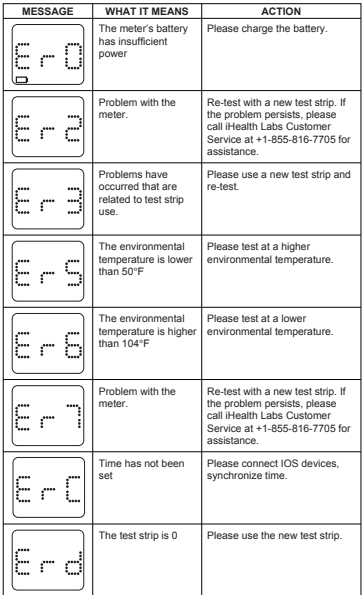 MESSAGE WHAT IT MEANS ACTION
Er0
The meter's battery
has insufficient
power
Please charge the battery.
Er2
Problem with the
meter.
Re-test with a new test strip. If
the problem persists, please
call iHealth Labs Customer
Service at +1-855-816-7705 for
assistance.
Er3
Problems have
occurred that are
related to test strip
use.
Please use a new test strip and
re-test.
Er5
The environmental
temperature is lower
than 50°F
Please test at a higher
environmental temperature.
Er6
The environmental
temperature is higher
than 104°F
Please test at a lower
environmental temperature.
Er7
Problem with the
meter.
Re-test with a new test strip. If
the problem persists, please
call iHealth Labs Customer
Service at +1-855-816-7705 for
assistance.
ErC
Time has not been
set
Please connect IOS devices,
synchronize time.
Erd
The test strip is 0
Please use the new test strip.